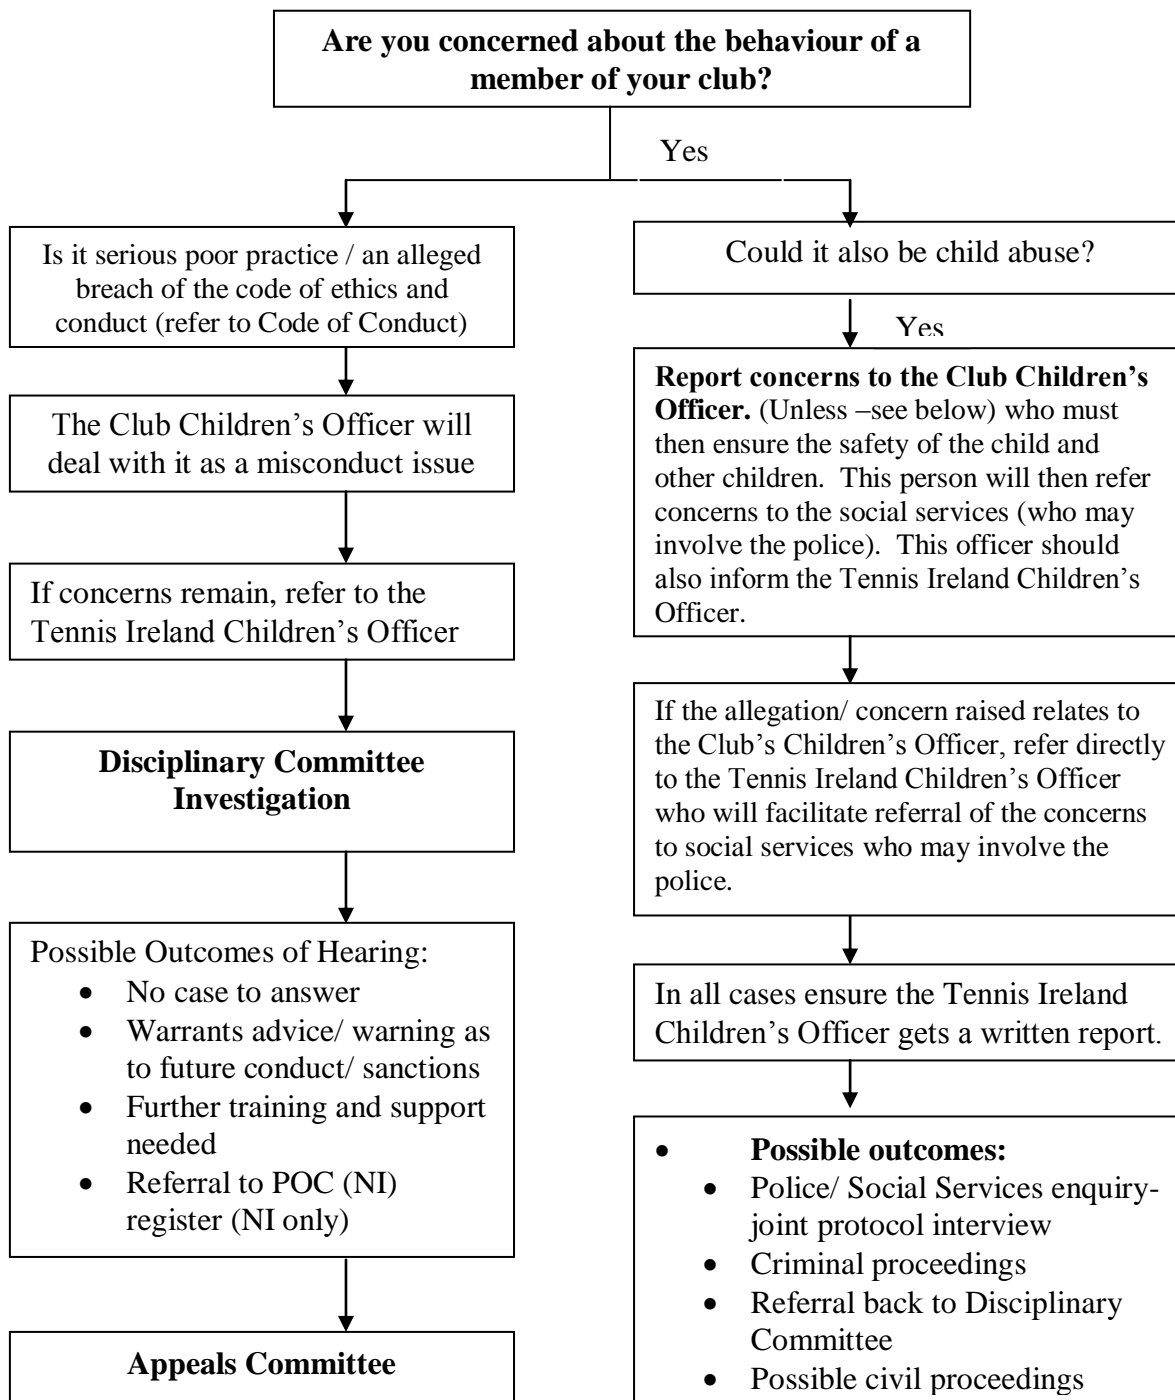 Are you concerned about the behaviour of a
member of your club?
Yes
Is it serious poor practice / an alleged
breach of the code of ethics and
conduct (refer to Code of Conduct)
The Club Children’s Officer will
deal with it as a misconduct issue
If concerns remain, refer to the
Tennis Ireland Children’s Officer
Disciplinary Committee
Investigation
Possible Outcomes of Hearing:
• No case to answer
• Warrants advice/ warning as
to future conduct/ sanctions
• Further training and support
needed
• Referral to POC (NI)
register (NI only)
Appeals Committee
Could it also be child abuse?
Yes
Report concerns to the Club Children’s
Officer. (Unless –see below) who must
then ensure the safety of the child and
other children.  This person will then refer
concerns to the social services (who may
involve the police).  This officer should
also inform the Tennis Ireland Children’s
Officer.
If the allegation/ concern raised relates to
the Club’s Children’s Officer, refer directly
to the Tennis Ireland Children’s Officer
who will facilitate referral of the concerns
to social services who may involve the
police.
In all cases ensure the Tennis Ireland
Children’s Officer gets a written report.
• Possible outcomes:
• Police/ Social Services enquiry-
joint protocol interview
• Criminal proceedings
• Referral back to Disciplinary
Committee
• Possible civil proceedings